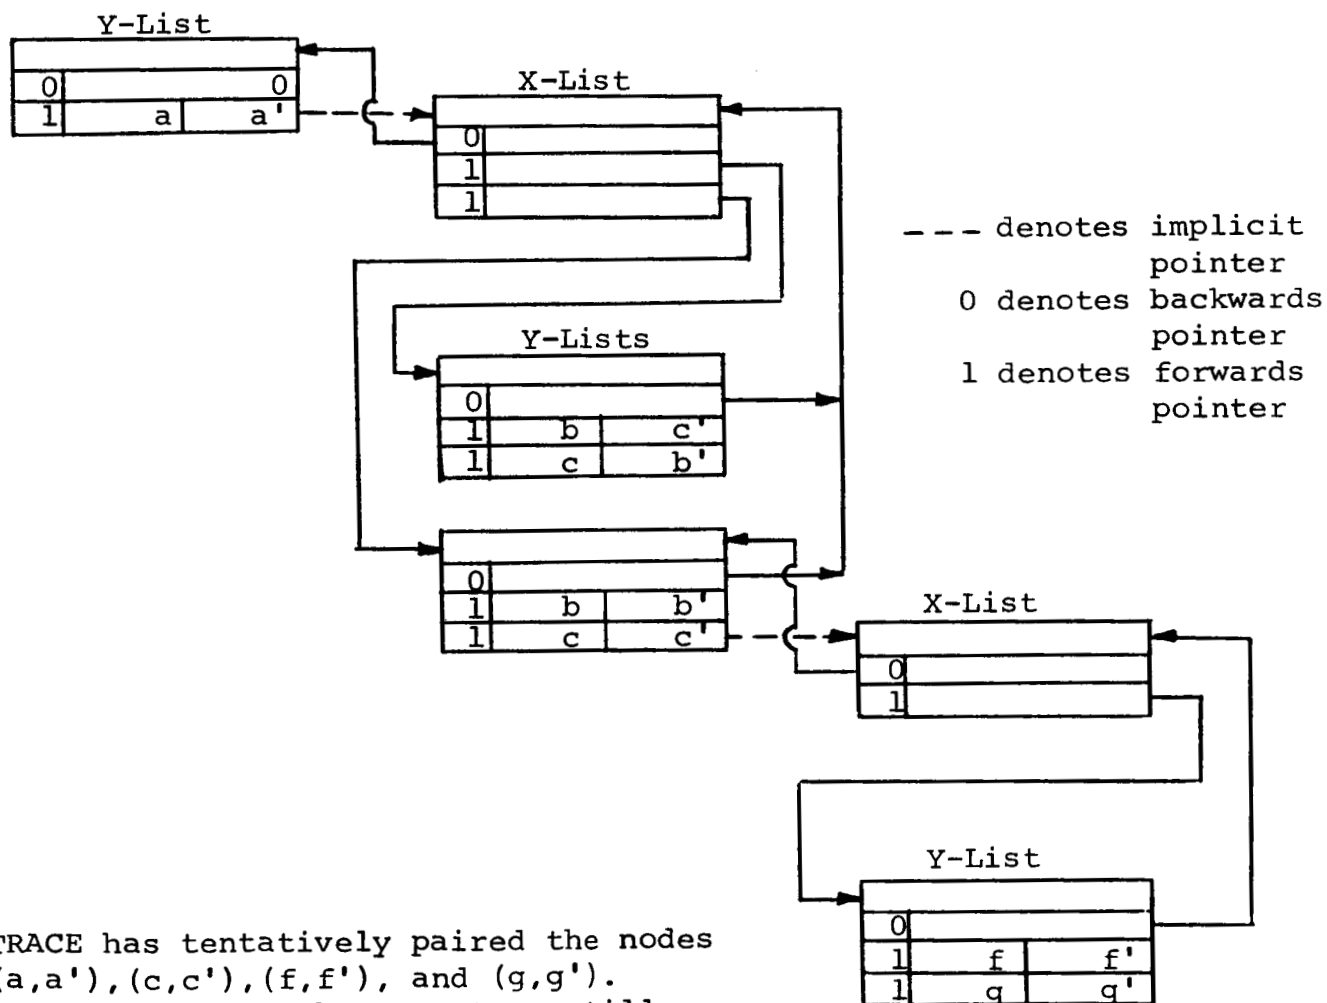 Y-List
0 0
1 a a'
X-List
0
1
1
--- denotes implicit
pointer
0 denotes backwards
pointer
1 denotes forwards
pointer
Y-Lists
0
1 b c'
1 c b'
0
1 b b'
1 c c'
X-List
0
1
Y-List
0
1 f f'
1 g g'
TRACE has tentatively paired the nodes
(a,a'),(c,c'),(f,f'), and (g,g').